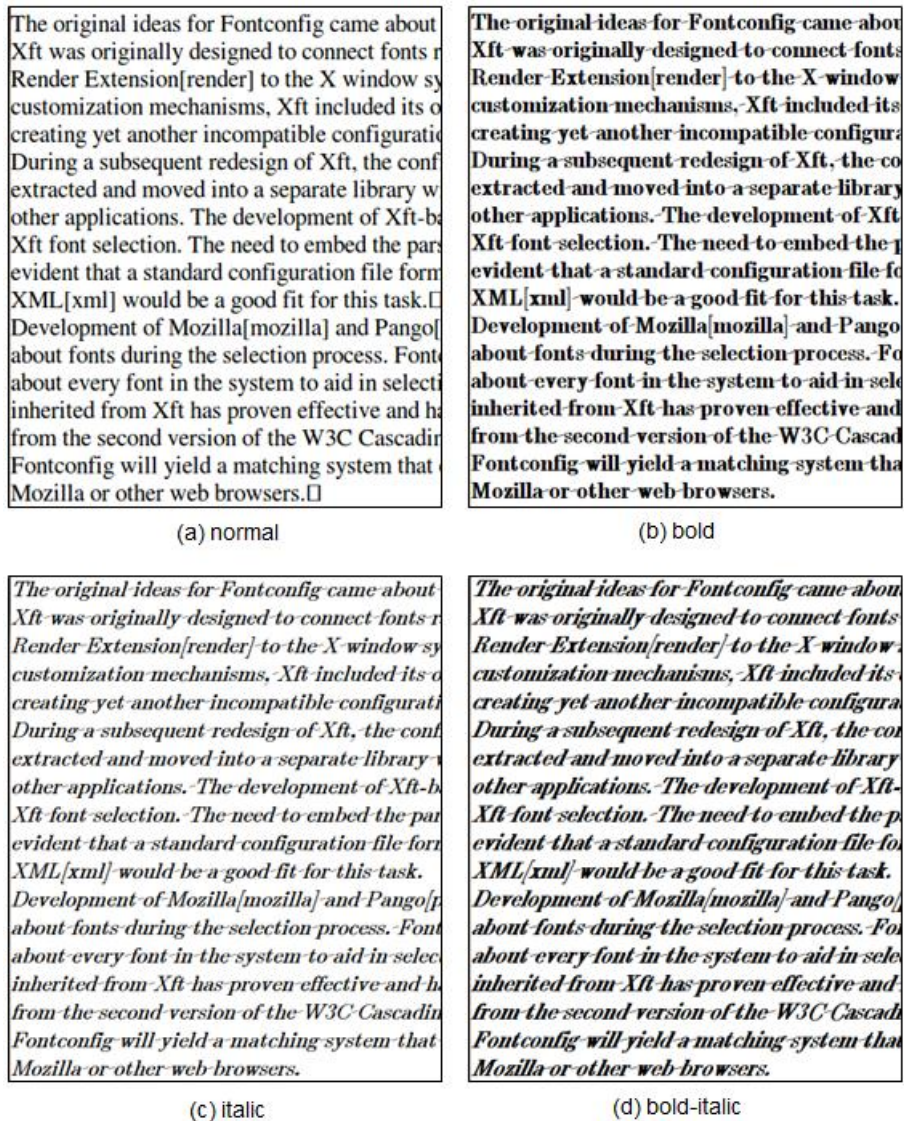 The original ideas for Fontconfig came about
Xft was originally designed to connect fonts r
Render Extension[render] to the X window sy
customization mechanisms, Xft included its o
creating yet another incompatible configuratio
During a subsequent redesign of Xft, the conf
extracted and moved into a separate library w
other applications. The development of Xft-ba
Xft font selection. The need to embed the pars
evident that a standard configuration file form
XML[xml] would be a good fit for this task.□
Development of Mozilla[mozilla] and Pango[
about fonts during the selection process. Fonto
about every font in the system to aid in selecti
inherited from Xft has proven effective and ha
from the second version of the W3C Cascadin
Fontconfig will yield a matching system that
Mozilla or other web browsers.□
(a) normal
The original ideas for Fontconfig came abou
Xft was originally designed to connect fonts
Render Extension[render] to the X window
customization mechanisms, Xft included its
creating yet another incompatible configura
During a subsequent redesign of Xft, the co
extracted and moved into a separate library
other applications. The development of Xft
Xft font selection. The need to embed the p
evident that a standard configuration file fo
XML[xml] would be a good fit for this task.
Development of Mozilla[mozilla] and Pango
about fonts during the selection process. Fo
about every font in the system to aid in sele
inherited from Xft has proven effective and
from the second version of the W3C Cascad
Fontconfig will yield a matching system tha
Mozilla or other web browsers.
(b) bold
The original ideas for Fontconfig came about
Xft was originally designed to connect fonts r
Render Extension[render] to the X window sy
customization mechanisms, Xft included its o
creating yet another incompatible configurati
During a subsequent redesign of Xft, the conf
extracted and moved into a separate library
other applications. The development of Xft-b
Xft font selection. The need to embed the par
evident that a standard configuration file for
XML[xml] would be a good fit for this task.
Development of Mozilla[mozilla] and Pango[p
about fonts during the selection process. Font
about every font in the system to aid in selec
inherited from Xft has proven effective and h
from the second version of the W3C Cascadin
Fontconfig will yield a matching system that
Mozilla or other web browsers.
(c) italic
The original ideas for Fontconfig came abou
Xft was originally designed to connect fonts
Render Extension[render] to the X window
customization mechanisms, Xft included its
creating yet another incompatible configura
During a subsequent redesign of Xft, the con
extracted and moved into a separate library
other applications. The development of Xft-
Xft font selection. The need to embed the p
evident that a standard configuration file fo
XML[xml] would be a good fit for this task.
Development of Mozilla[mozilla] and Pango[
about fonts during the selection process. Fo
about every font in the system to aid in sele
inherited from Xft has proven effective and
from the second version of the W3C Cascad
Fontconfig will yield a matching system tha
Mozilla or other web browsers.
(d) bold-italic